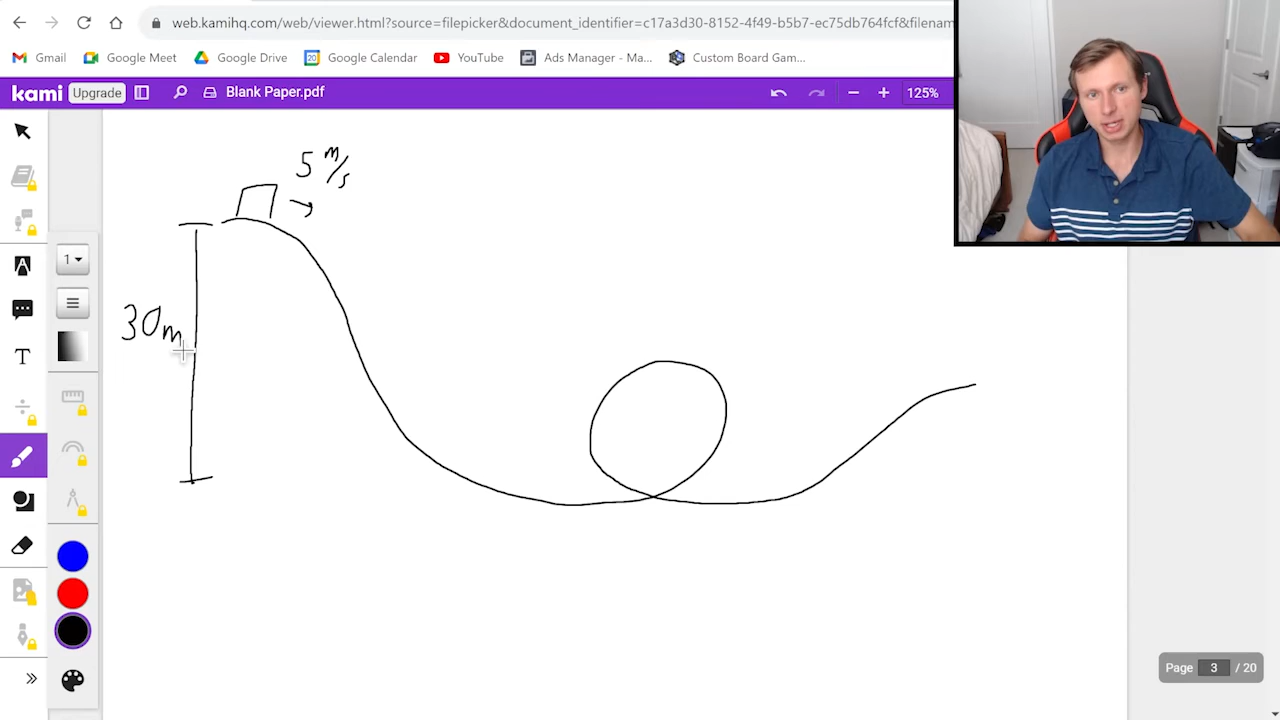 web.kamihq.com/web/viewer.html?source=filepicker&document_identifier=c17a3d30-8152-4f49-b5b7-ec75db764fcf&filenam
Gmail
Google Meet
Google Drive
20
Google Calendar
YouTube
Ads Manager - Ma...
Custom Board Gam...
kami
Upgrade
Blank Paper.pdf
125%
5 m/s
30m
1
T
Page 3 / 20